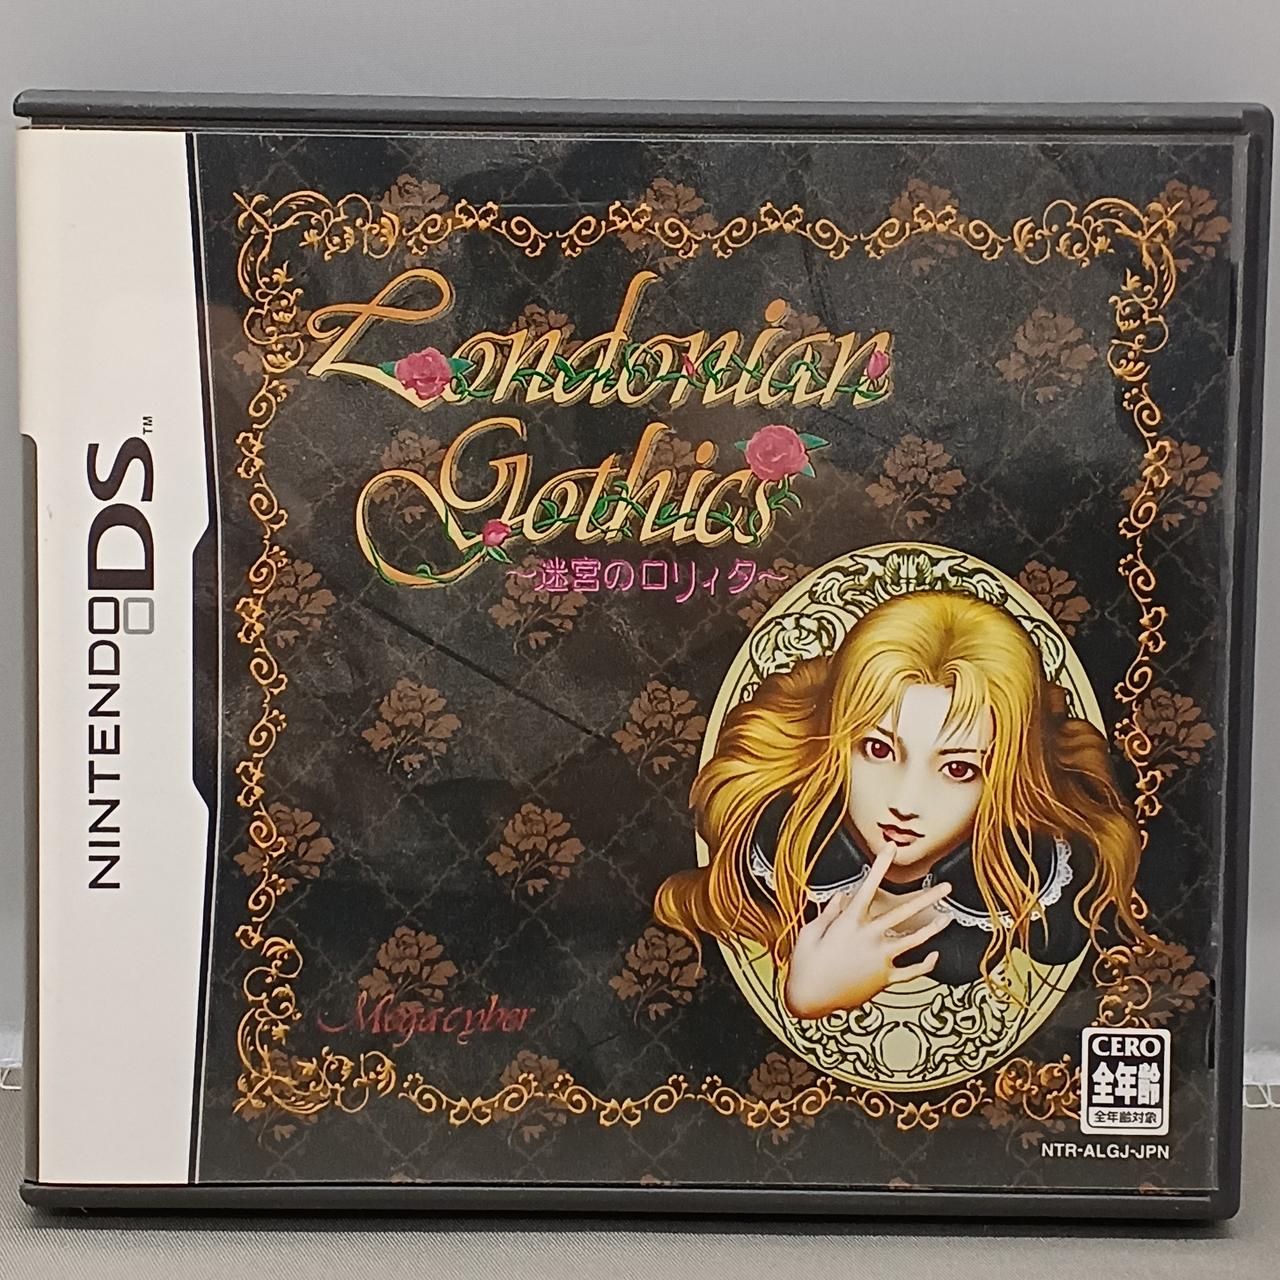 NINTENDO DS™
Londonian
Gothics
～迷宮のロリィタ～
Megacyber
CERO
全年齢
全年齢対象
NTR-ALGJ-JPN